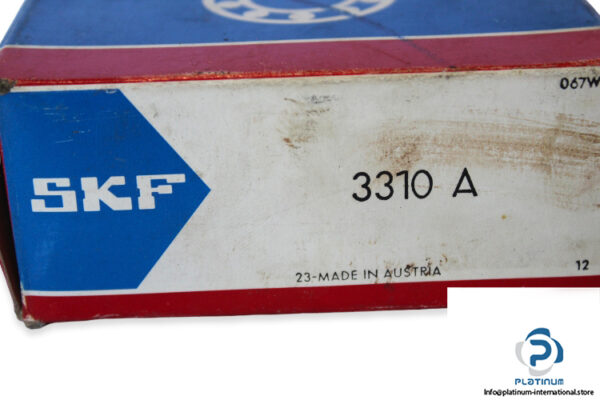 067W
SKF
3310 A
23-MADE IN AUSTRIA
12
PLATINUM
Info@platinum-international.store